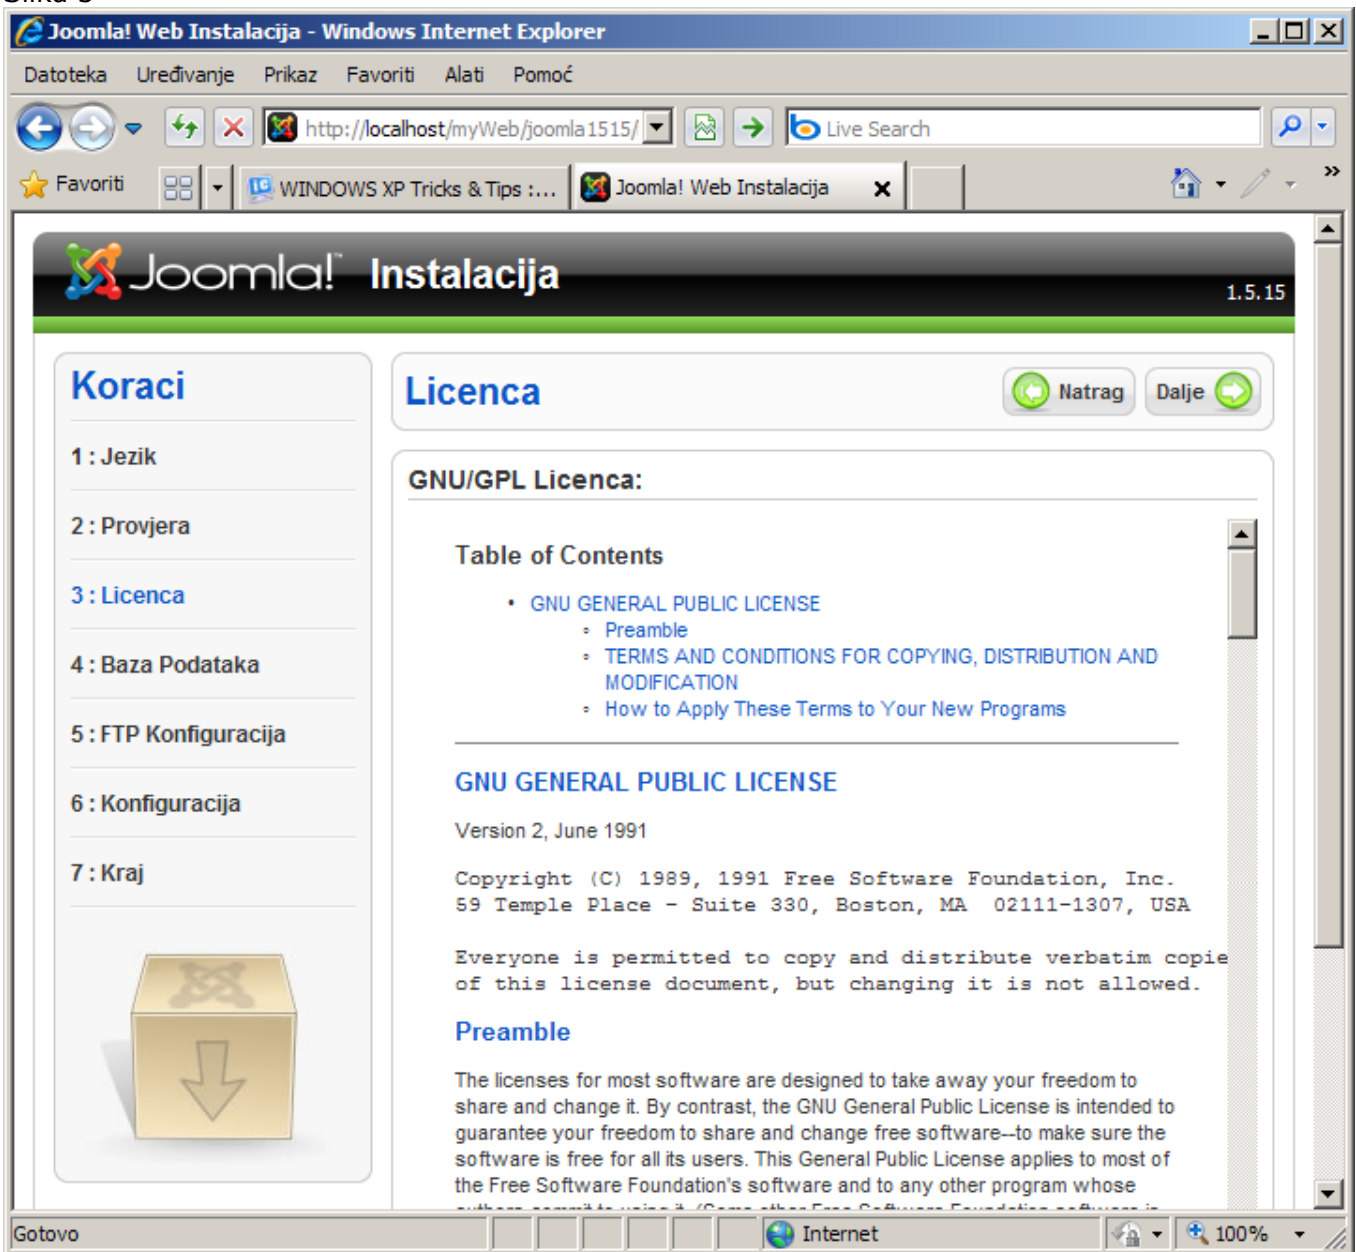 Joomla! Web Instalacija - Windows Internet Explorer
Datoteka Uređivanje Prikaz Favoriti Alati Pomoć
http://localhost/myWeb/joomla1515/ Live Search
Favoriti WINDOWS XP Tricks & Tips :... Joomla! Web Instalacija
Joomla! Instalacija
1.5.15
Koraci
1 : Jezik
2 : Provjera
3 : Licenca
4 : Baza Podataka
5 : FTP Konfiguracija
6 : Konfiguracija
7 : Kraj
Licenca Natrag Dalje
GNU/GPL Licenca:
Table of Contents
• GNU GENERAL PUBLIC LICENSE
◦ Preamble
◦ TERMS AND CONDITIONS FOR COPYING, DISTRIBUTION AND
MODIFICATION
◦ How to Apply These Terms to Your New Programs
GNU GENERAL PUBLIC LICENSE
Version 2, June 1991
Copyright (C) 1989, 1991 Free Software Foundation, Inc.
59 Temple Place - Suite 330, Boston, MA 02111-1307, USA
Everyone is permitted to copy and distribute verbatim copie
of this license document, but changing it is not allowed.
Preamble
The licenses for most software are designed to take away your freedom to
share and change it. By contrast, the GNU General Public License is intended to
guarantee your freedom to share and change free software--to make sure the
software is free for all its users. This General Public License applies to most of
the Free Software Foundation's software and to any other program whose
Gotovo Internet 100%